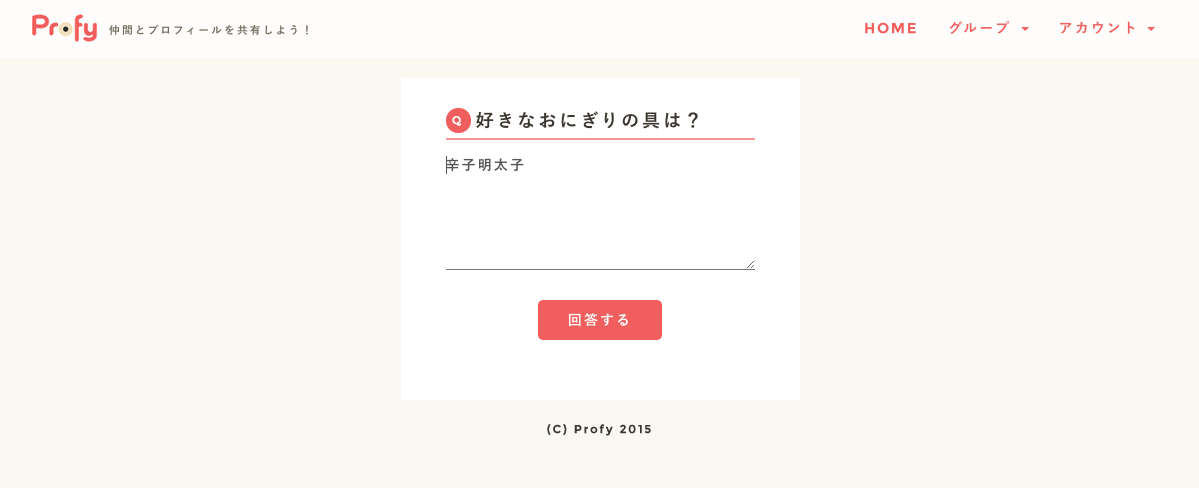 Profy 仲間とプロフィールを共有しよう！
HOME グループ アカウント
Q 好きなおにぎりの具は？
辛子明太子
回答する
(C) Profy 2015